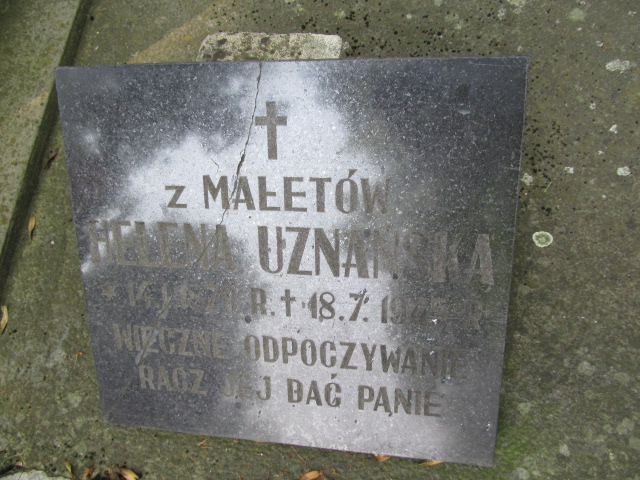 z MAŁETÓW
HELENA UZNAŃSKA
R. † 18.7.
WIECZNE ODPOCZYWANIE
RACZ JEJ DAĆ PANIE